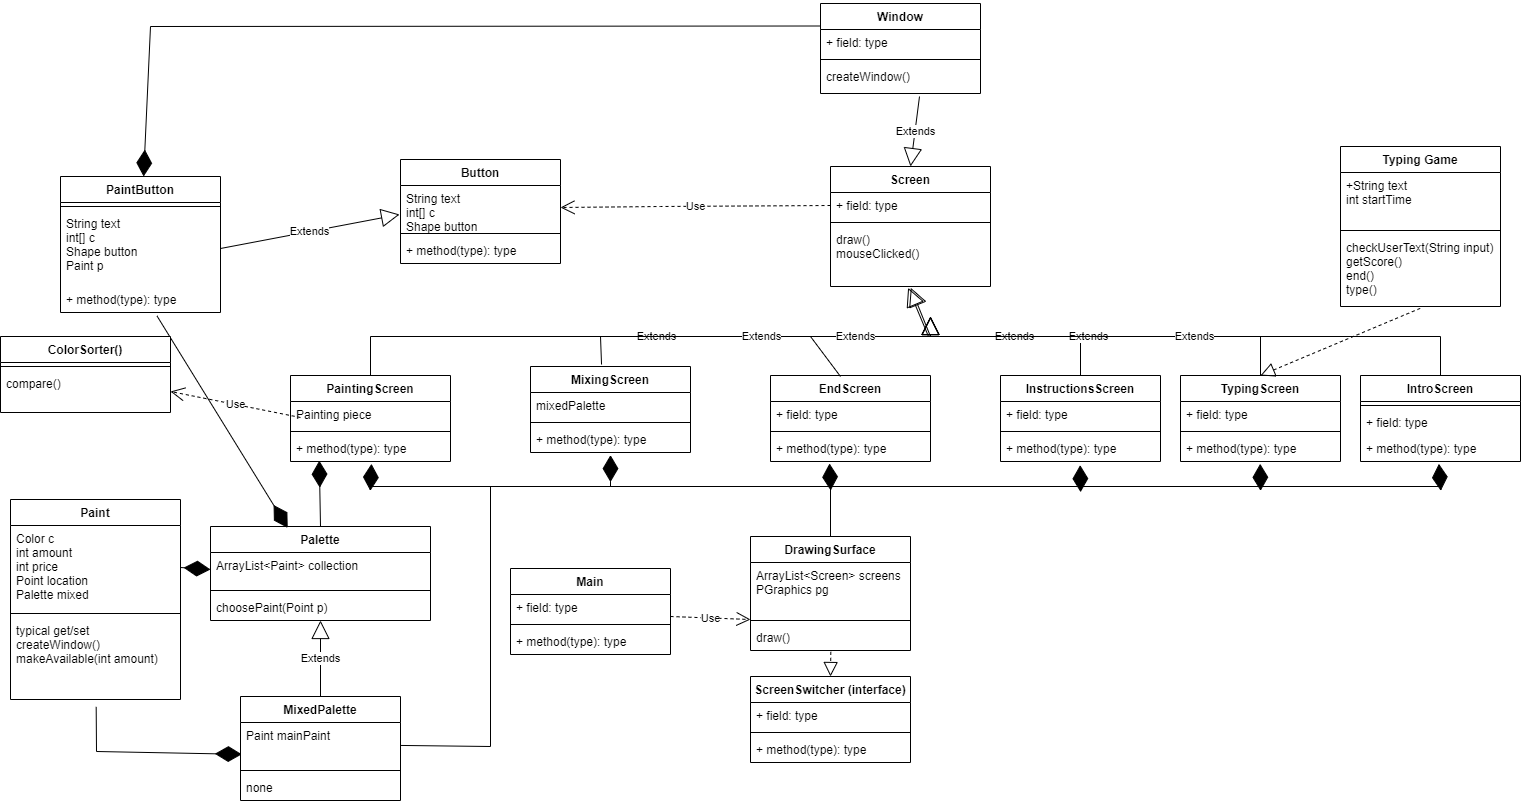 Window
+ field: type
createWindow()
Extends
PaintButton
String text
int[] c
Shape button
Paint p
+ method(type): type
Button
String text
int[] c
Shape button
+ method(type): type
Extends
Use
Screen
+ field: type
draw()
mouseClicked()
Typing Game
+String text
int startTime
checkUserText(String input)
getScore()
end()
type()
ColorSorter()
compare()
Use
Extends
Extends
Extends
Extends
Extends
Extends
PaintingScreen
Painting piece
+ method(type): type
MixingScreen
mixedPalette
+ method(type): type
EndScreen
+ field: type
+ method(type): type
InstructionsScreen
+ field: type
+ method(type): type
TypingScreen
+ field: type
+ method(type): type
IntroScreen
+ field: type
+ method(type): type
Paint
Color c
int amount
int price
Point location
Palette mixed
typical get/set
createWindow()
makeAvailable(int amount)
Palette
ArrayList<Paint> collection
choosePaint(Point p)
Extends
Main
+ field: type
+ method(type): type
Use
DrawingSurface
ArrayList<Screen> screens
PGraphics pg
draw()
MixedPalette
Paint mainPaint
none
ScreenSwitcher (interface)
+ field: type
+ method(type): type